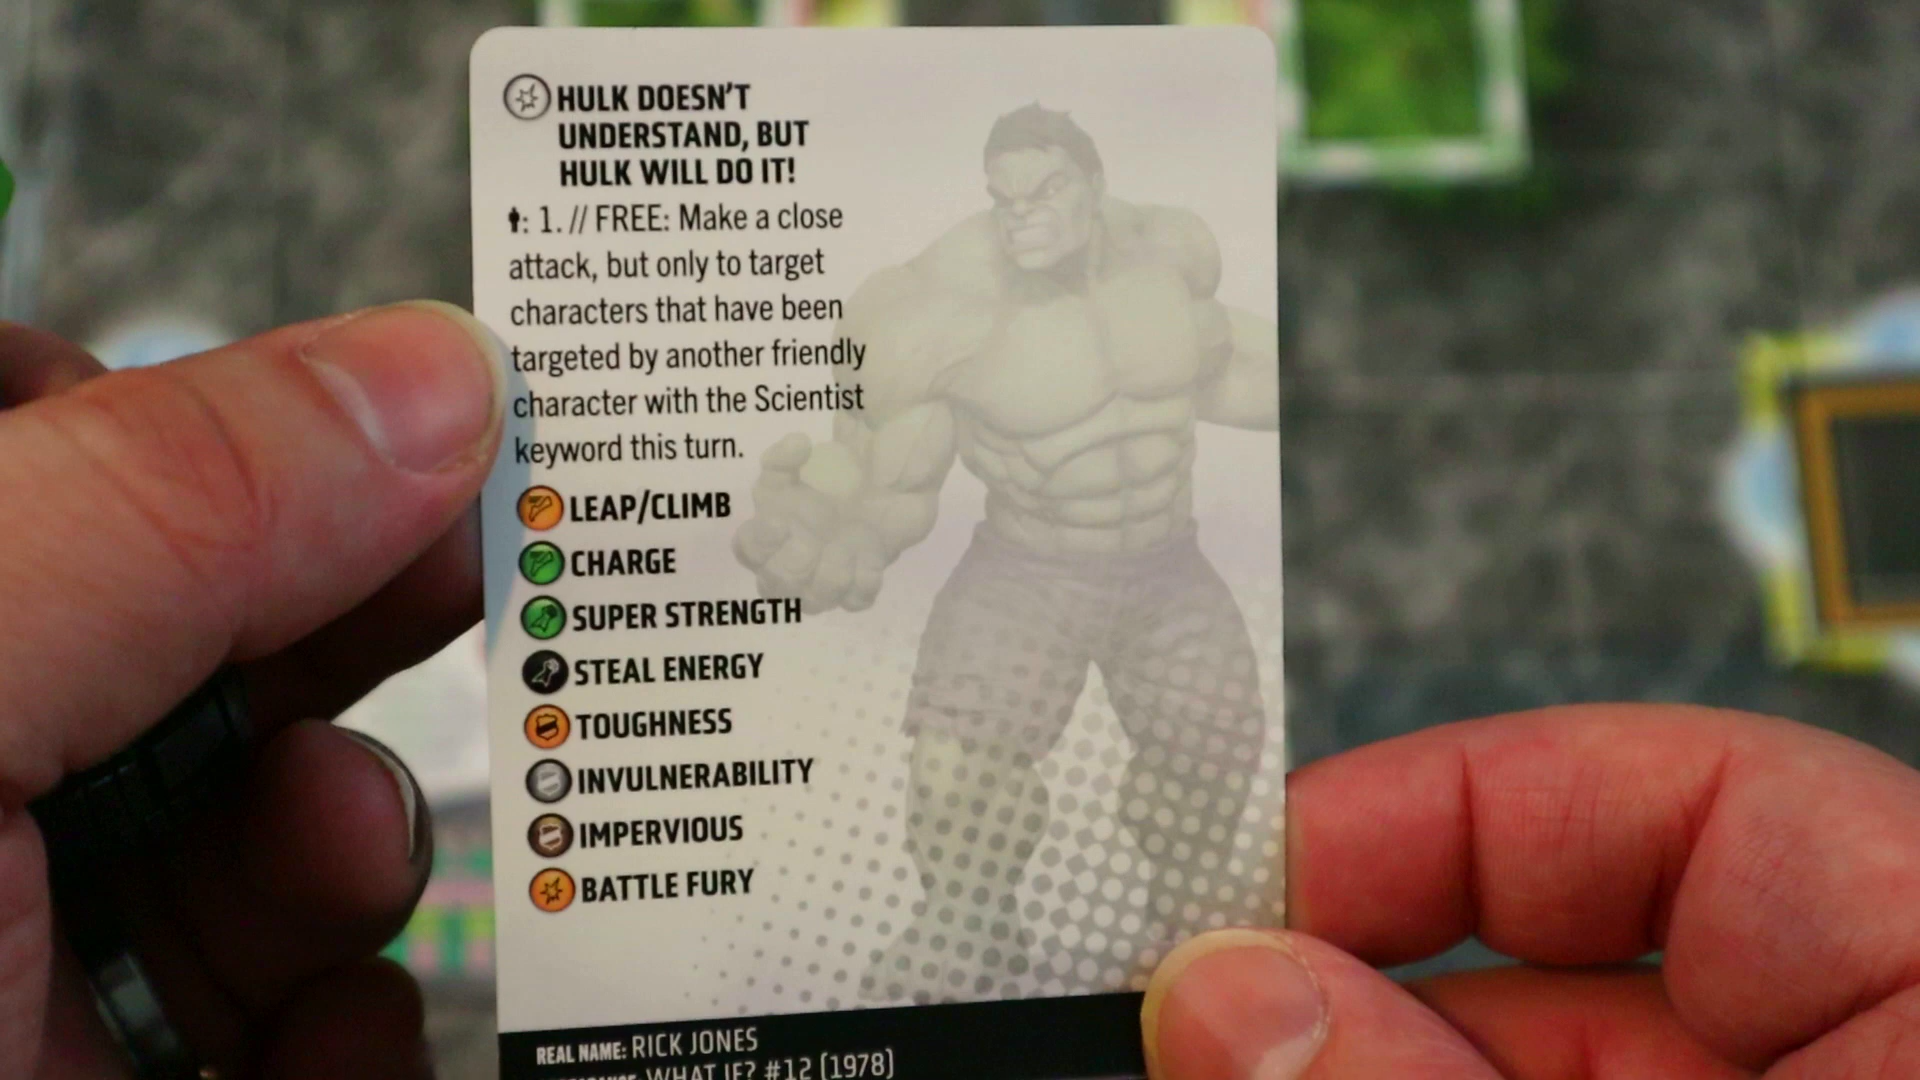 HULK DOESN'T
UNDERSTAND, BUT
HULK WILL DO IT!
: 1. // FREE: Make a close
attack, but only to target
characters that have been
targeted by another friendly
character with the Scientist
keyword this turn.
LEAP/CLIMB
CHARGE
SUPER STRENGTH
STEAL ENERGY
TOUGHNESS
INVULNERABILITY
IMPERVIOUS
BATTLE FURY
REAL NAME: RICK JONES
WHAT IF? #12 (1978)